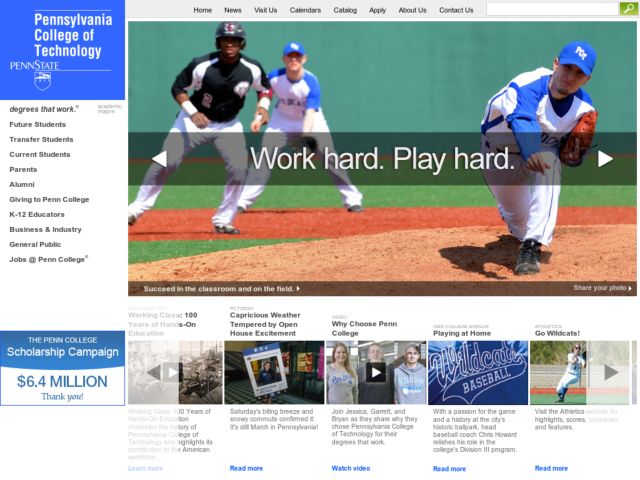 Home News Visit Us Calendars Catalog Apply About Us Contact Us
Pennsylvania
College of
Technology
PENNSTATE
degrees that work.®
academic
majors
Future Students
Transfer Students
Current Students
Parents
Alumni
Giving to Penn College
K-12 Educators
Business & Industry
General Public
Jobs @ Penn College®
THE PENN COLLEGE
Scholarship Campaign
$6.4 MILLION
Thank you!
Work hard. Play hard.
Succeed in the classroom and on the field.
Share your photo
Working Class: 100
Years of Hands-On
Education
Working Class: 100 Years of
Hands-On Education
chronicles the history of
Pennsylvania College of
Technology and highlights its
contribution to the American
workforce.
Learn more
PCTODAY
Capricious Weather
Tempered by Open
House Excitement
Saturday's biting breeze and
snowy commute confirmed it:
It's still March in Pennsylvania!
Read more
VIDEO
Why Choose Penn
College
Join Jessica, Garrett, and
Bryan as they share why they
chose Pennsylvania College
of Technology for their
degrees that work.
Watch video
ONE COLLEGE AVENUE
Playing at Home
Wildcats
BASEBALL
With a passion for the game
and a history at the city's
historic ballpark, head
baseball coach Chris Howard
relishes his role in the
college's Division III program.
Read more
ATHLETICS
Go Wildcats!
Visit the Athletics website for
highlights, scores, schedules,
and features.
Read more